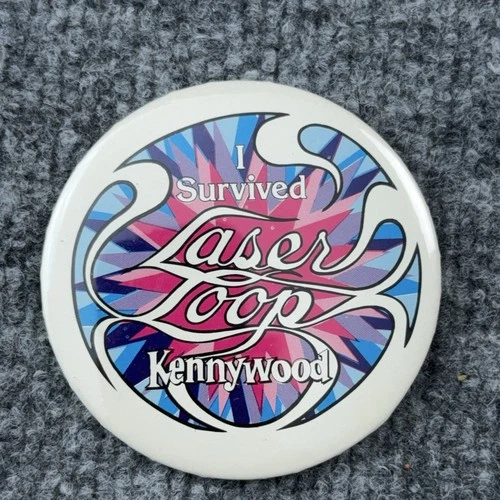 I
Survived
Laser
Loop
Kennywood